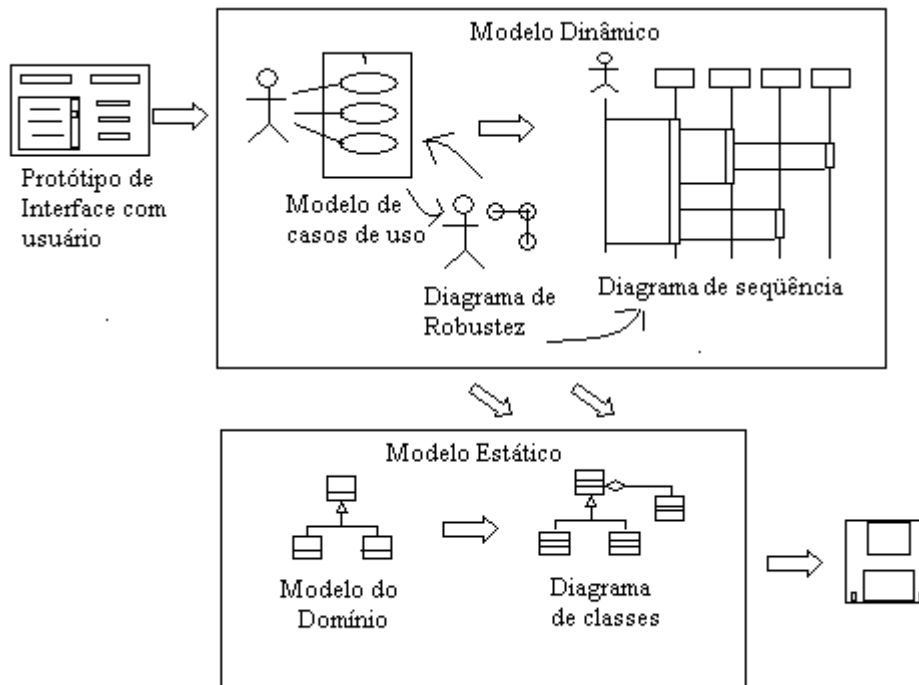 Modelo Dinâmico
Protótipo de
Interface com
usuário
Modelo de
casos de uso
Diagrama de
Robustez
Diagrama de seqüência
Modelo Estático
Modelo do
Domínio
Diagrama
de classes